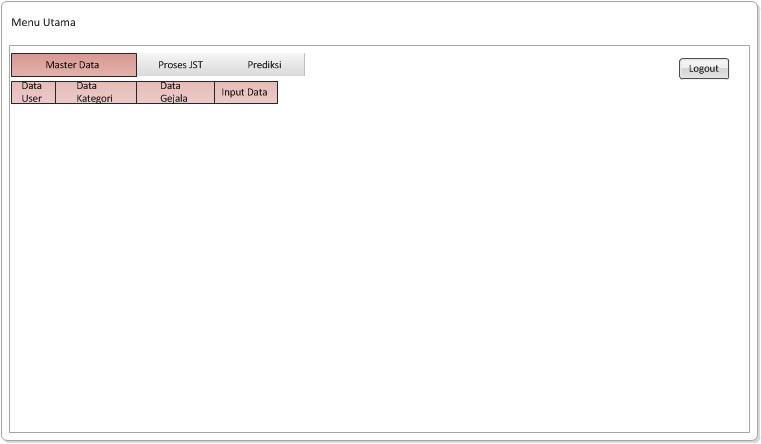 Menu Utama
Master Data
Proses JST
Prediksi
Logout
Data
User
Data
Kategori
Data
Gejala
Input Data